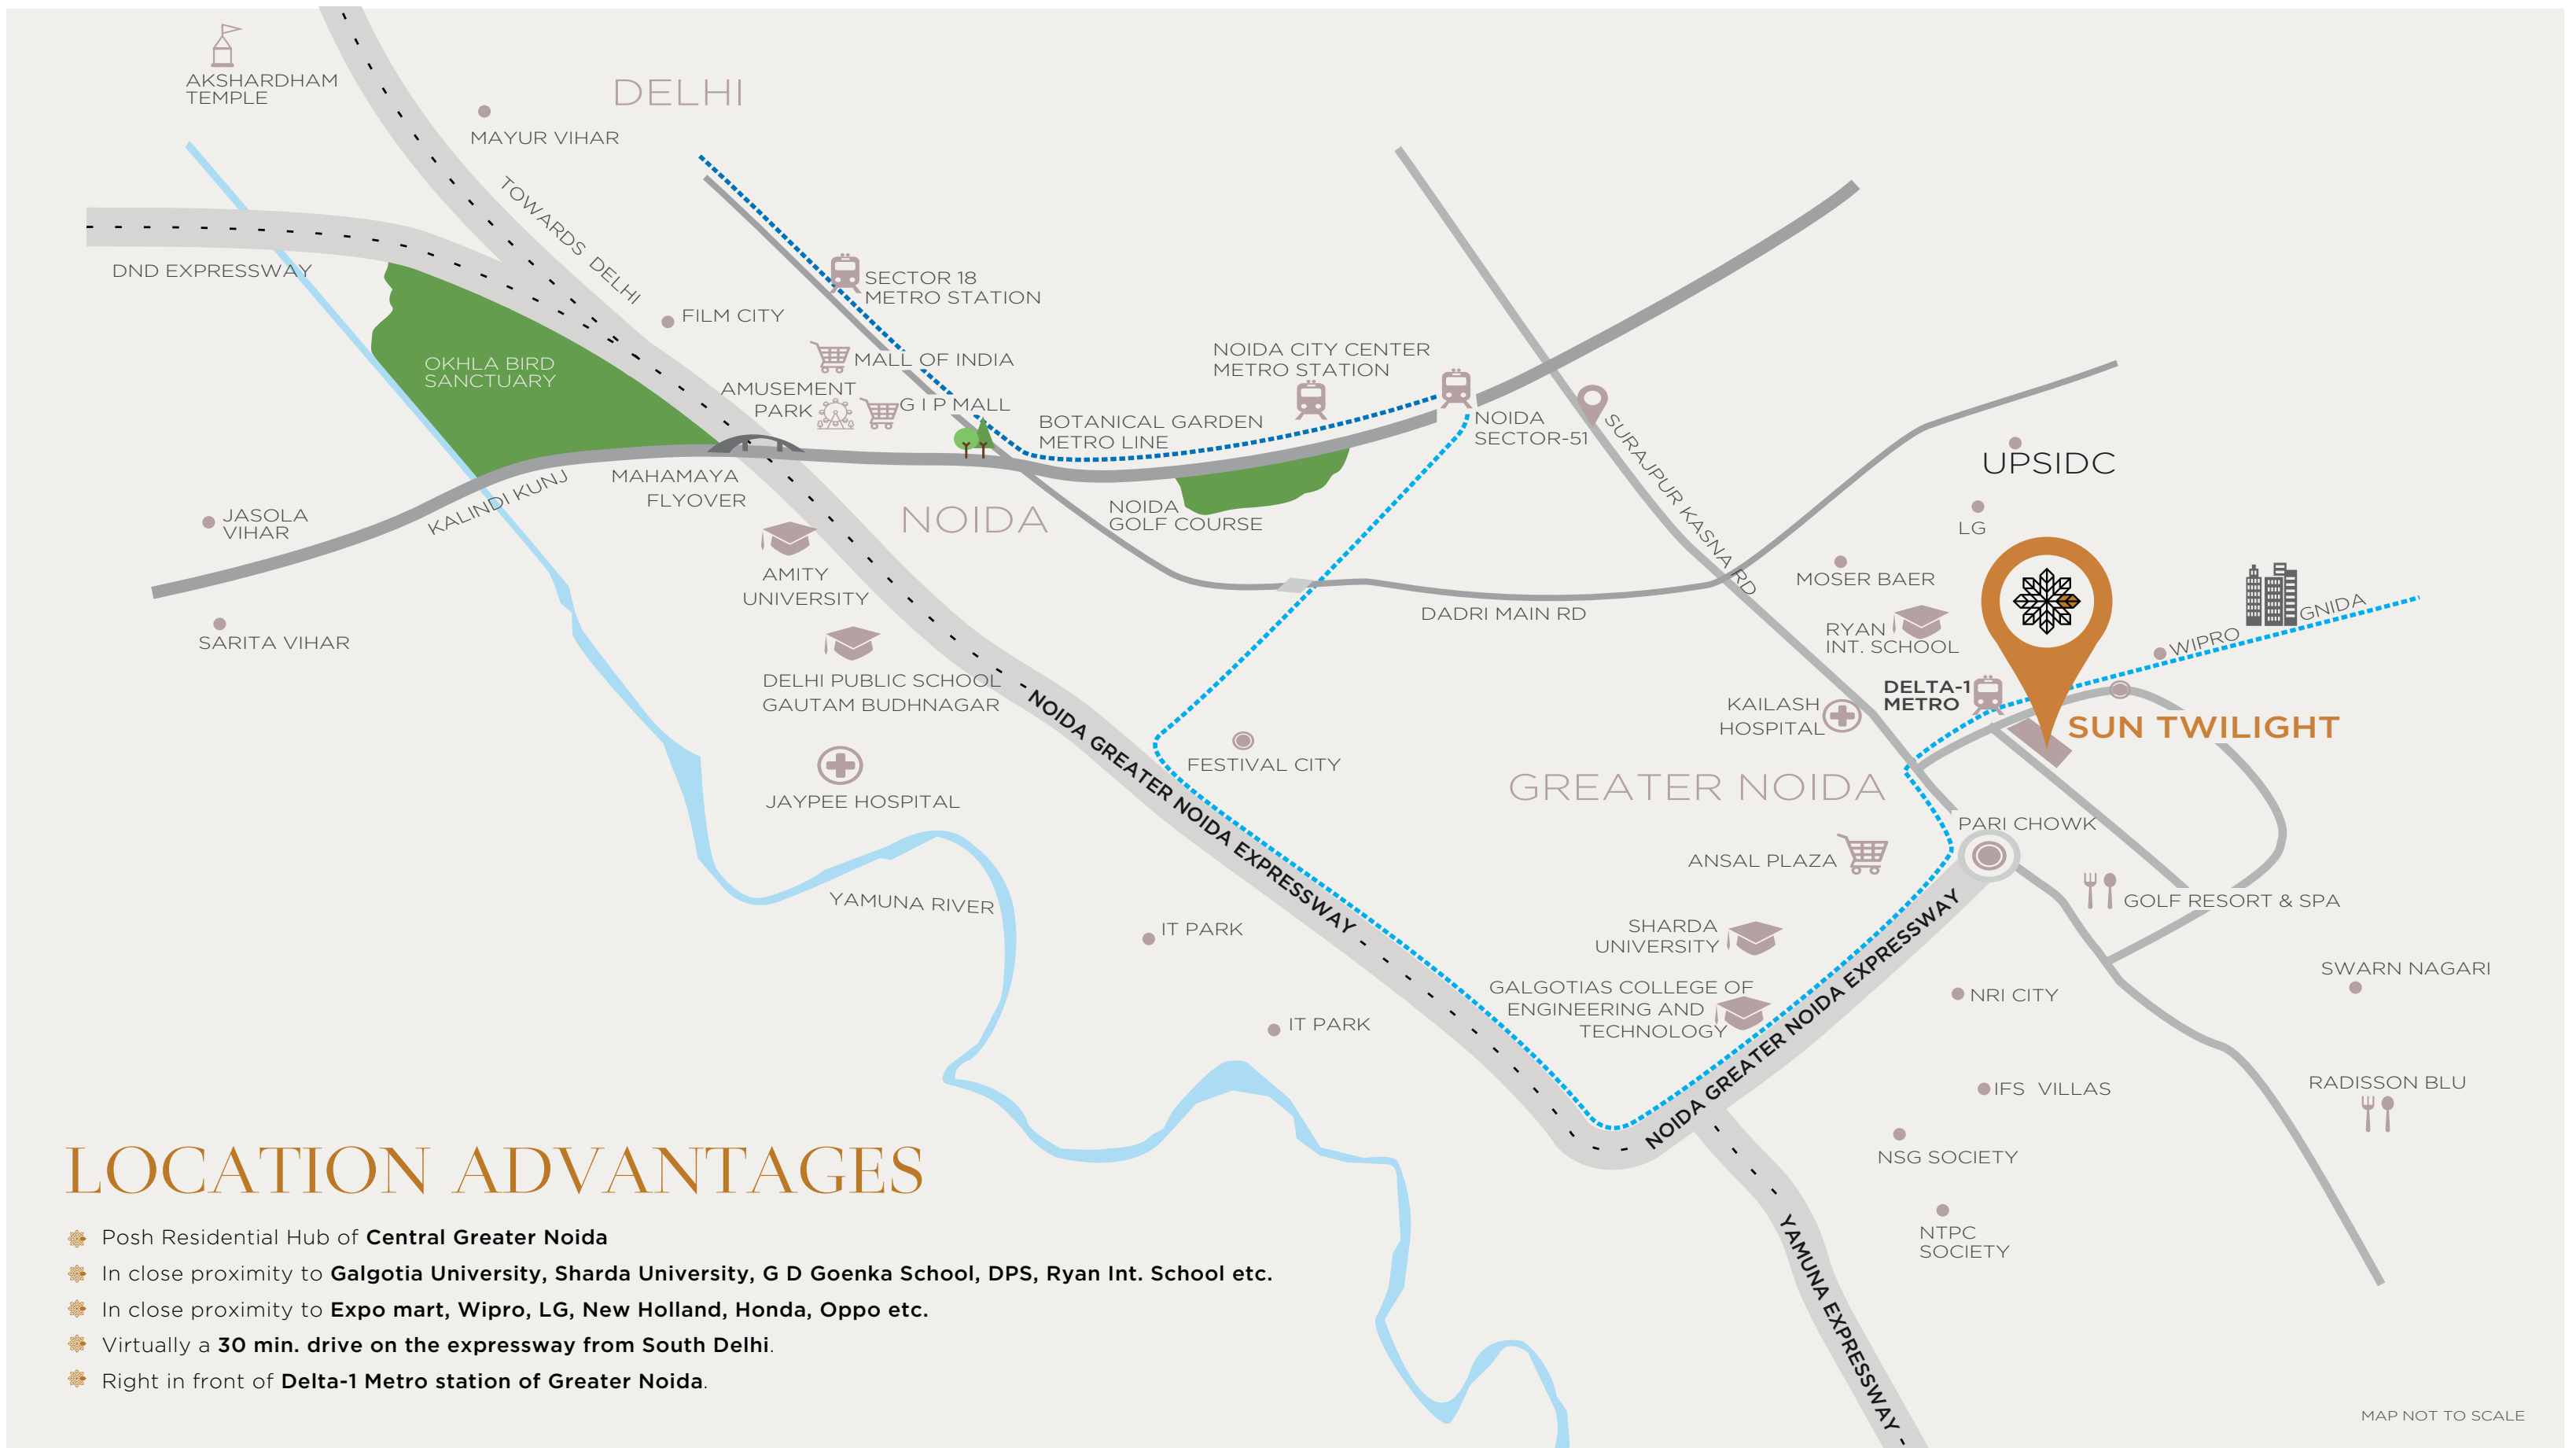 AKSHARDHAM
TEMPLE
DELHI
MAYUR VIHAR
TOWARDS DELHI
DND EXPRESSWAY
SECTOR 18
METRO STATION
FILM CITY
OKHLA BIRD
SANCTUARY
MALL OF INDIA
AMUSEMENT
PARK
G I P MALL
NOIDA CITY CENTER
METRO STATION
BOTANICAL GARDEN
METRO LINE
NOIDA
SECTOR-51
SURAJPUR KASNA RD
UPSIDC
LG
MAHAMAYA
FLYOVER
KALINDI KUNJ
JASOLA
VIHAR
NOIDA
NOIDA
GOLF COURSE
AMITY
UNIVERSITY
MOSER BAER
DADRI MAIN RD
GNIDA
WIPRO
RYAN
INT. SCHOOL
SARITA VIHAR
DELHI PUBLIC SCHOOL
GAUTAM BUDHNAGAR
DELTA-1
METRO
KAILASH
HOSPITAL
SUN TWILIGHT
NOIDA GREATER NOIDA EXPRESSWAY
FESTIVAL CITY
GREATER NOIDA
JAYPEE HOSPITAL
PARI CHOWK
ANSAL PLAZA
YAMUNA RIVER
GOLF RESORT & SPA
IT PARK
SHARDA
UNIVERSITY
NOIDA GREATER NOIDA EXPRESSWAY
SWARN NAGARI
GALGOTIAS COLLEGE OF
ENGINEERING AND
TECHNOLOGY
NRI CITY
IT PARK
IFS VILLAS
RADISSON BLU
NSG SOCIETY
NTPC
SOCIETY
YAMUNA EXPRESSWAY
LOCATION ADVANTAGES
Posh Residential Hub of Central Greater Noida
In close proximity to Galgotia University, Sharda University, G D Goenka School, DPS, Ryan Int. School etc.
In close proximity to Expo mart, Wipro, LG, New Holland, Honda, Oppo etc.
Virtually a 30 min. drive on the expressway from South Delhi.
Right in front of Delta-1 Metro station of Greater Noida.
MAP NOT TO SCALE